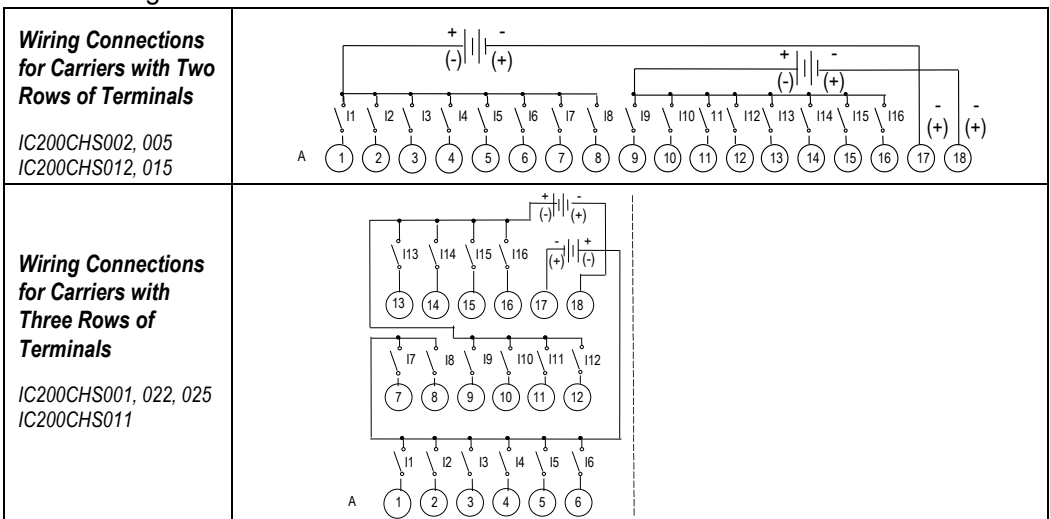 Wiring Connections
for Carriers with Two
Rows of Terminals
IC200CHS002, 005
IC200CHS012, 015
+ -
(-) (+)
+ -
(-) (+)
I1 I2 I3 I4 I5 I6 I7 I8 I9 I10 11 I12 I13 I14 I15 I16
- -
(+) (+)
A 1 2 3 4 5 6 7 8 9 10 11 12 13 14 15 16 17 18
Wiring Connections
for Carriers with
Three Rows of
Terminals
IC200CHS001, 022, 025
IC200CHS011
+ -
(-) (+)
I13 I14 I15 I16
- +
(+) (-)
13 14 15 16 17 18
I7 I8 I9 I10 I11 I12
7 8 9 10 11 12
I1 I2 I3 I4 I5 I6
A 1 2 3 4 5 6